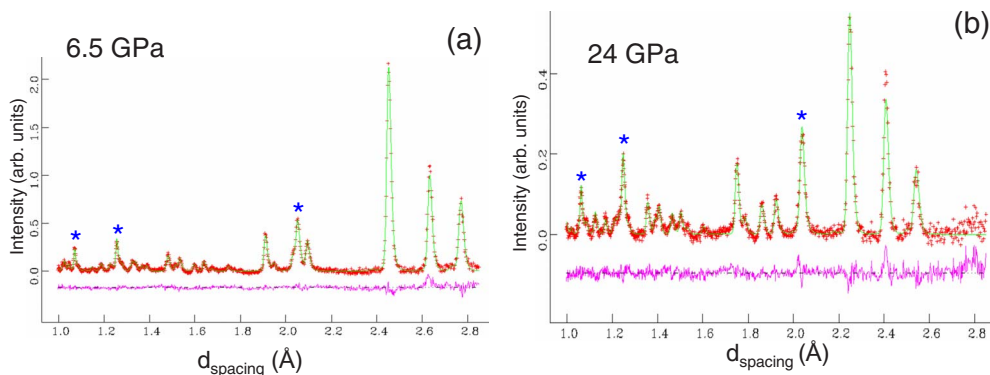 6.5 GPa
(a)
Intensity (arb. units)
2.0
1.5
1.0
0.5
0.0
*
*
*
1.0 1.2 1.4 1.6 1.8 2.0 2.2 2.4 2.6 2.8
dspacing (Å)
24 GPa
(b)
Intensity (arb. units)
0.4
0.2
0.0
*
*
*
1.0 1.2 1.4 1.6 1.8 2.0 2.2 2.4 2.6 2.8
dspacing (Å)